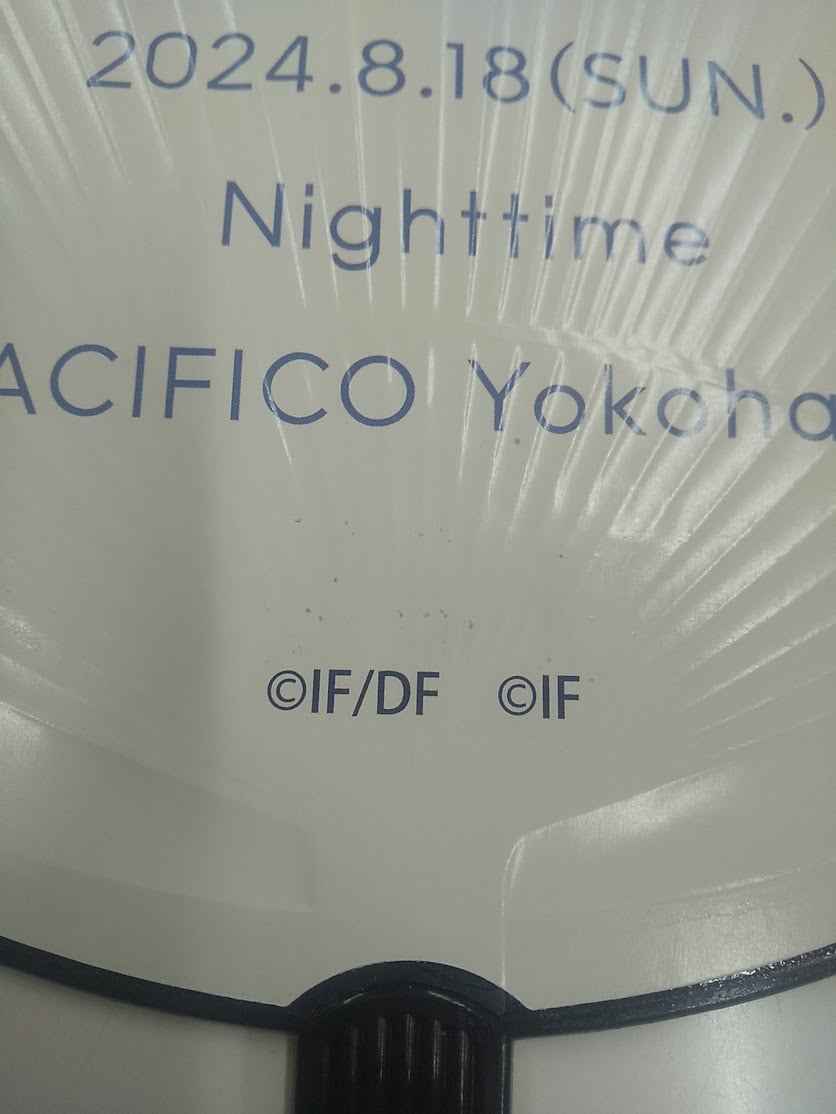 2024.8.18(SUN.)
Nighttime
ACIFICO Yokoha
©IF/DF ©IF